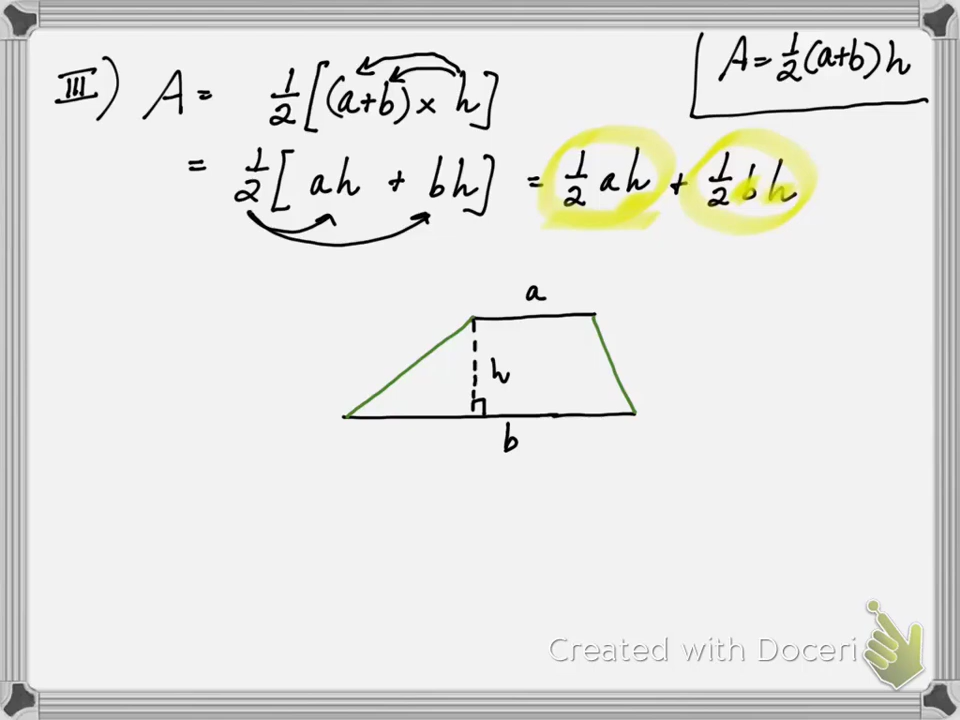 III) A = 1/2 [(a+b) × h]
A = 1/2 (a+b) h
= 1/2 [ah + bh] = 1/2 ah + 1/2 bh
a
h
b
Created with Doceri